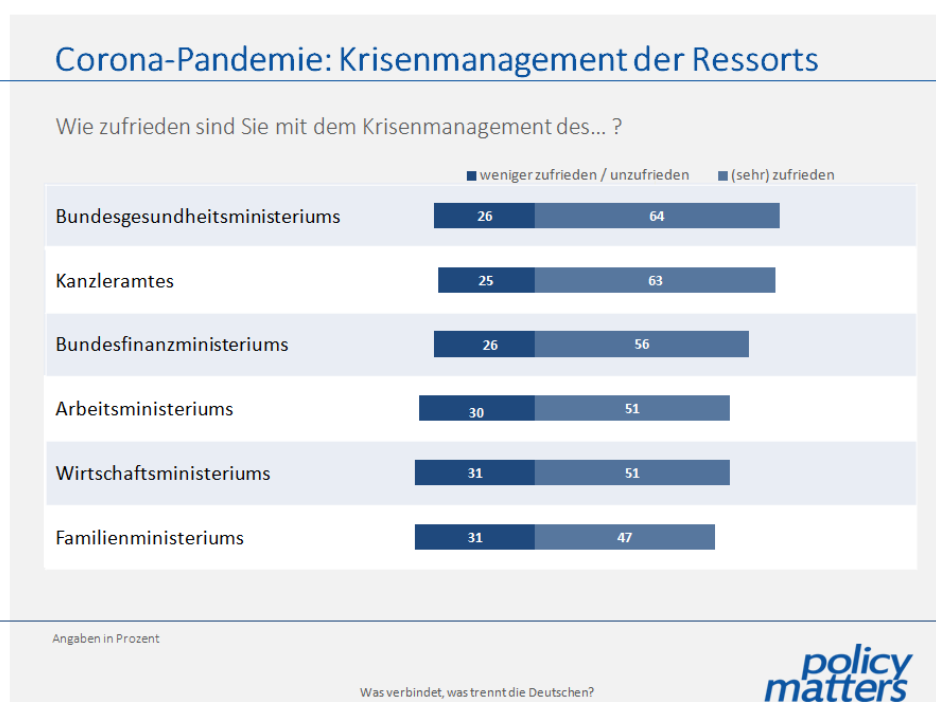 Corona-Pandemie: Krisenmanagement der Ressorts
Wie zufrieden sind Sie mit dem Krisenmanagement des... ?
weniger zufrieden / unzufrieden (sehr) zufrieden
Bundesgesundheitsministeriums 26 64
Kanzleramtes 25 63
Bundesfinanzministeriums 26 56
Arbeitsministeriums 30 51
Wirtschaftsministeriums 31 51
Familienministeriums 31 47
Angaben in Prozent
policy
matters
Was verbindet, was trennt die Deutschen?